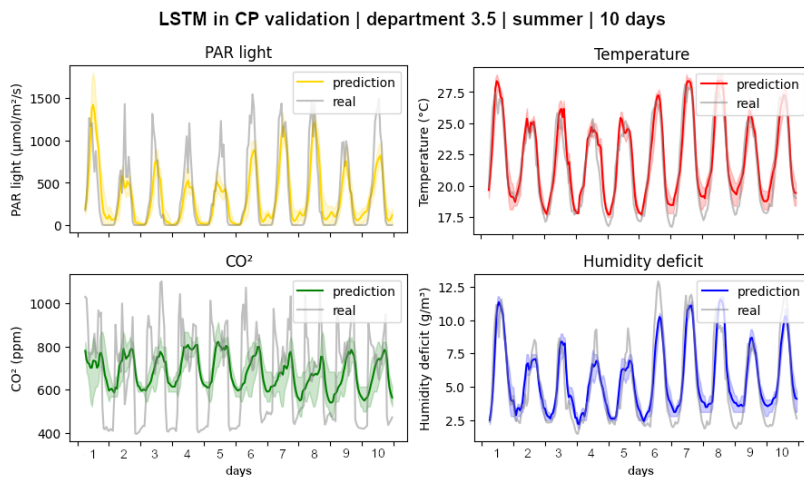 LSTM in CP validation | department 3.5 | summer | 10 days
PAR light
PAR light (μmol/m²/s)
1500
1000
500
0
prediction
real
Temperature
Temperature (°C)
27.5
25.0
22.5
20.0
17.5
prediction
real
CO²
CO² (ppm)
1000
800
600
400
prediction
real
1 2 3 4 5 6 7 8 9 10
days
Humidity deficit
Humidity deficit (g/m³)
12.5
10.0
7.5
5.0
2.5
prediction
real
1 2 3 4 5 6 7 8 9 10
days